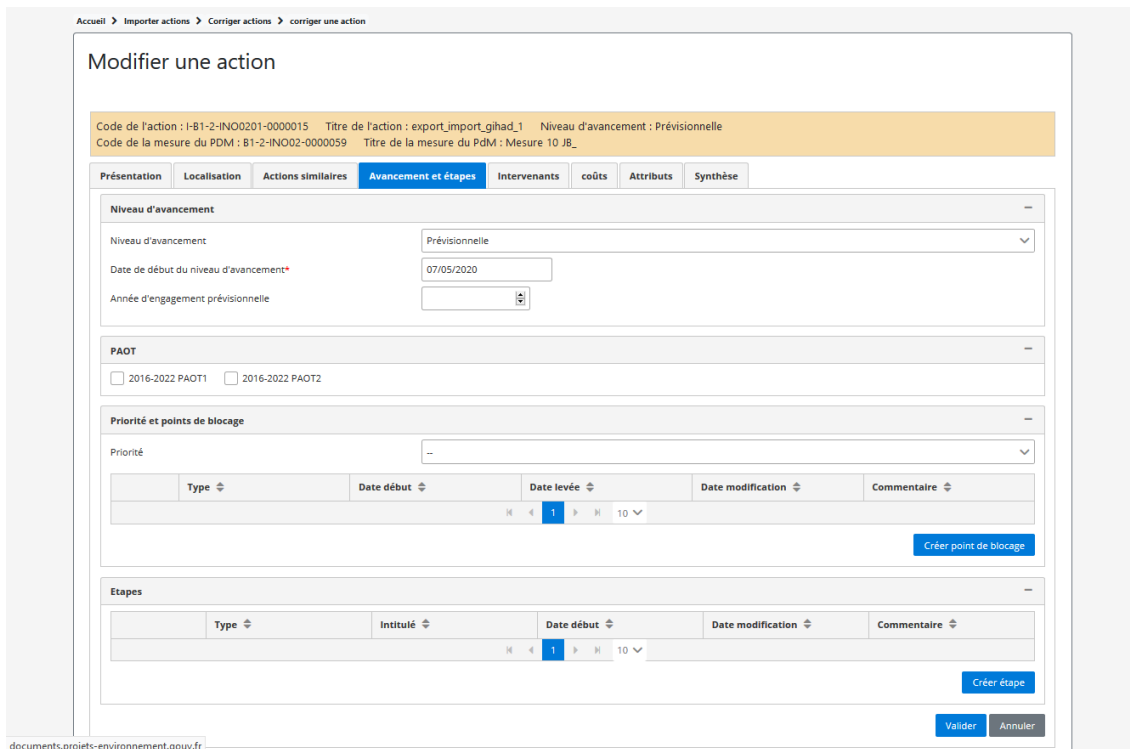 Accueil > Importer actions > Corriger actions > corriger une action
Modifier une action
Code de l'action : I-B1-2-INO0201-0000015 Titre de l'action : export_import_gihad_1 Niveau d'avancement : Prévisionnelle
Code de la mesure du PDM : B1-2-INO02-0000059 Titre de la mesure du PdM : Mesure 10 JB_
Présentation Localisation Actions similaires Avancement et étapes Intervenants coûts Attributs Synthèse
Niveau d'avancement
Niveau d'avancement Prévisionnelle
Date de début du niveau d'avancement* 07/05/2020
Année d'engagement prévisionnelle
PAOT
2016-2022 PAOT1 2016-2022 PAOT2
Priorité et points de blocage
Priorité --
Type Date début Date levée Date modification Commentaire
1 10
Créer point de blocage
Etapes
Type Intitulé Date début Date modification Commentaire
1 10
Créer étape
Valider Annuler
documents.projets-environnement.gouv.fr